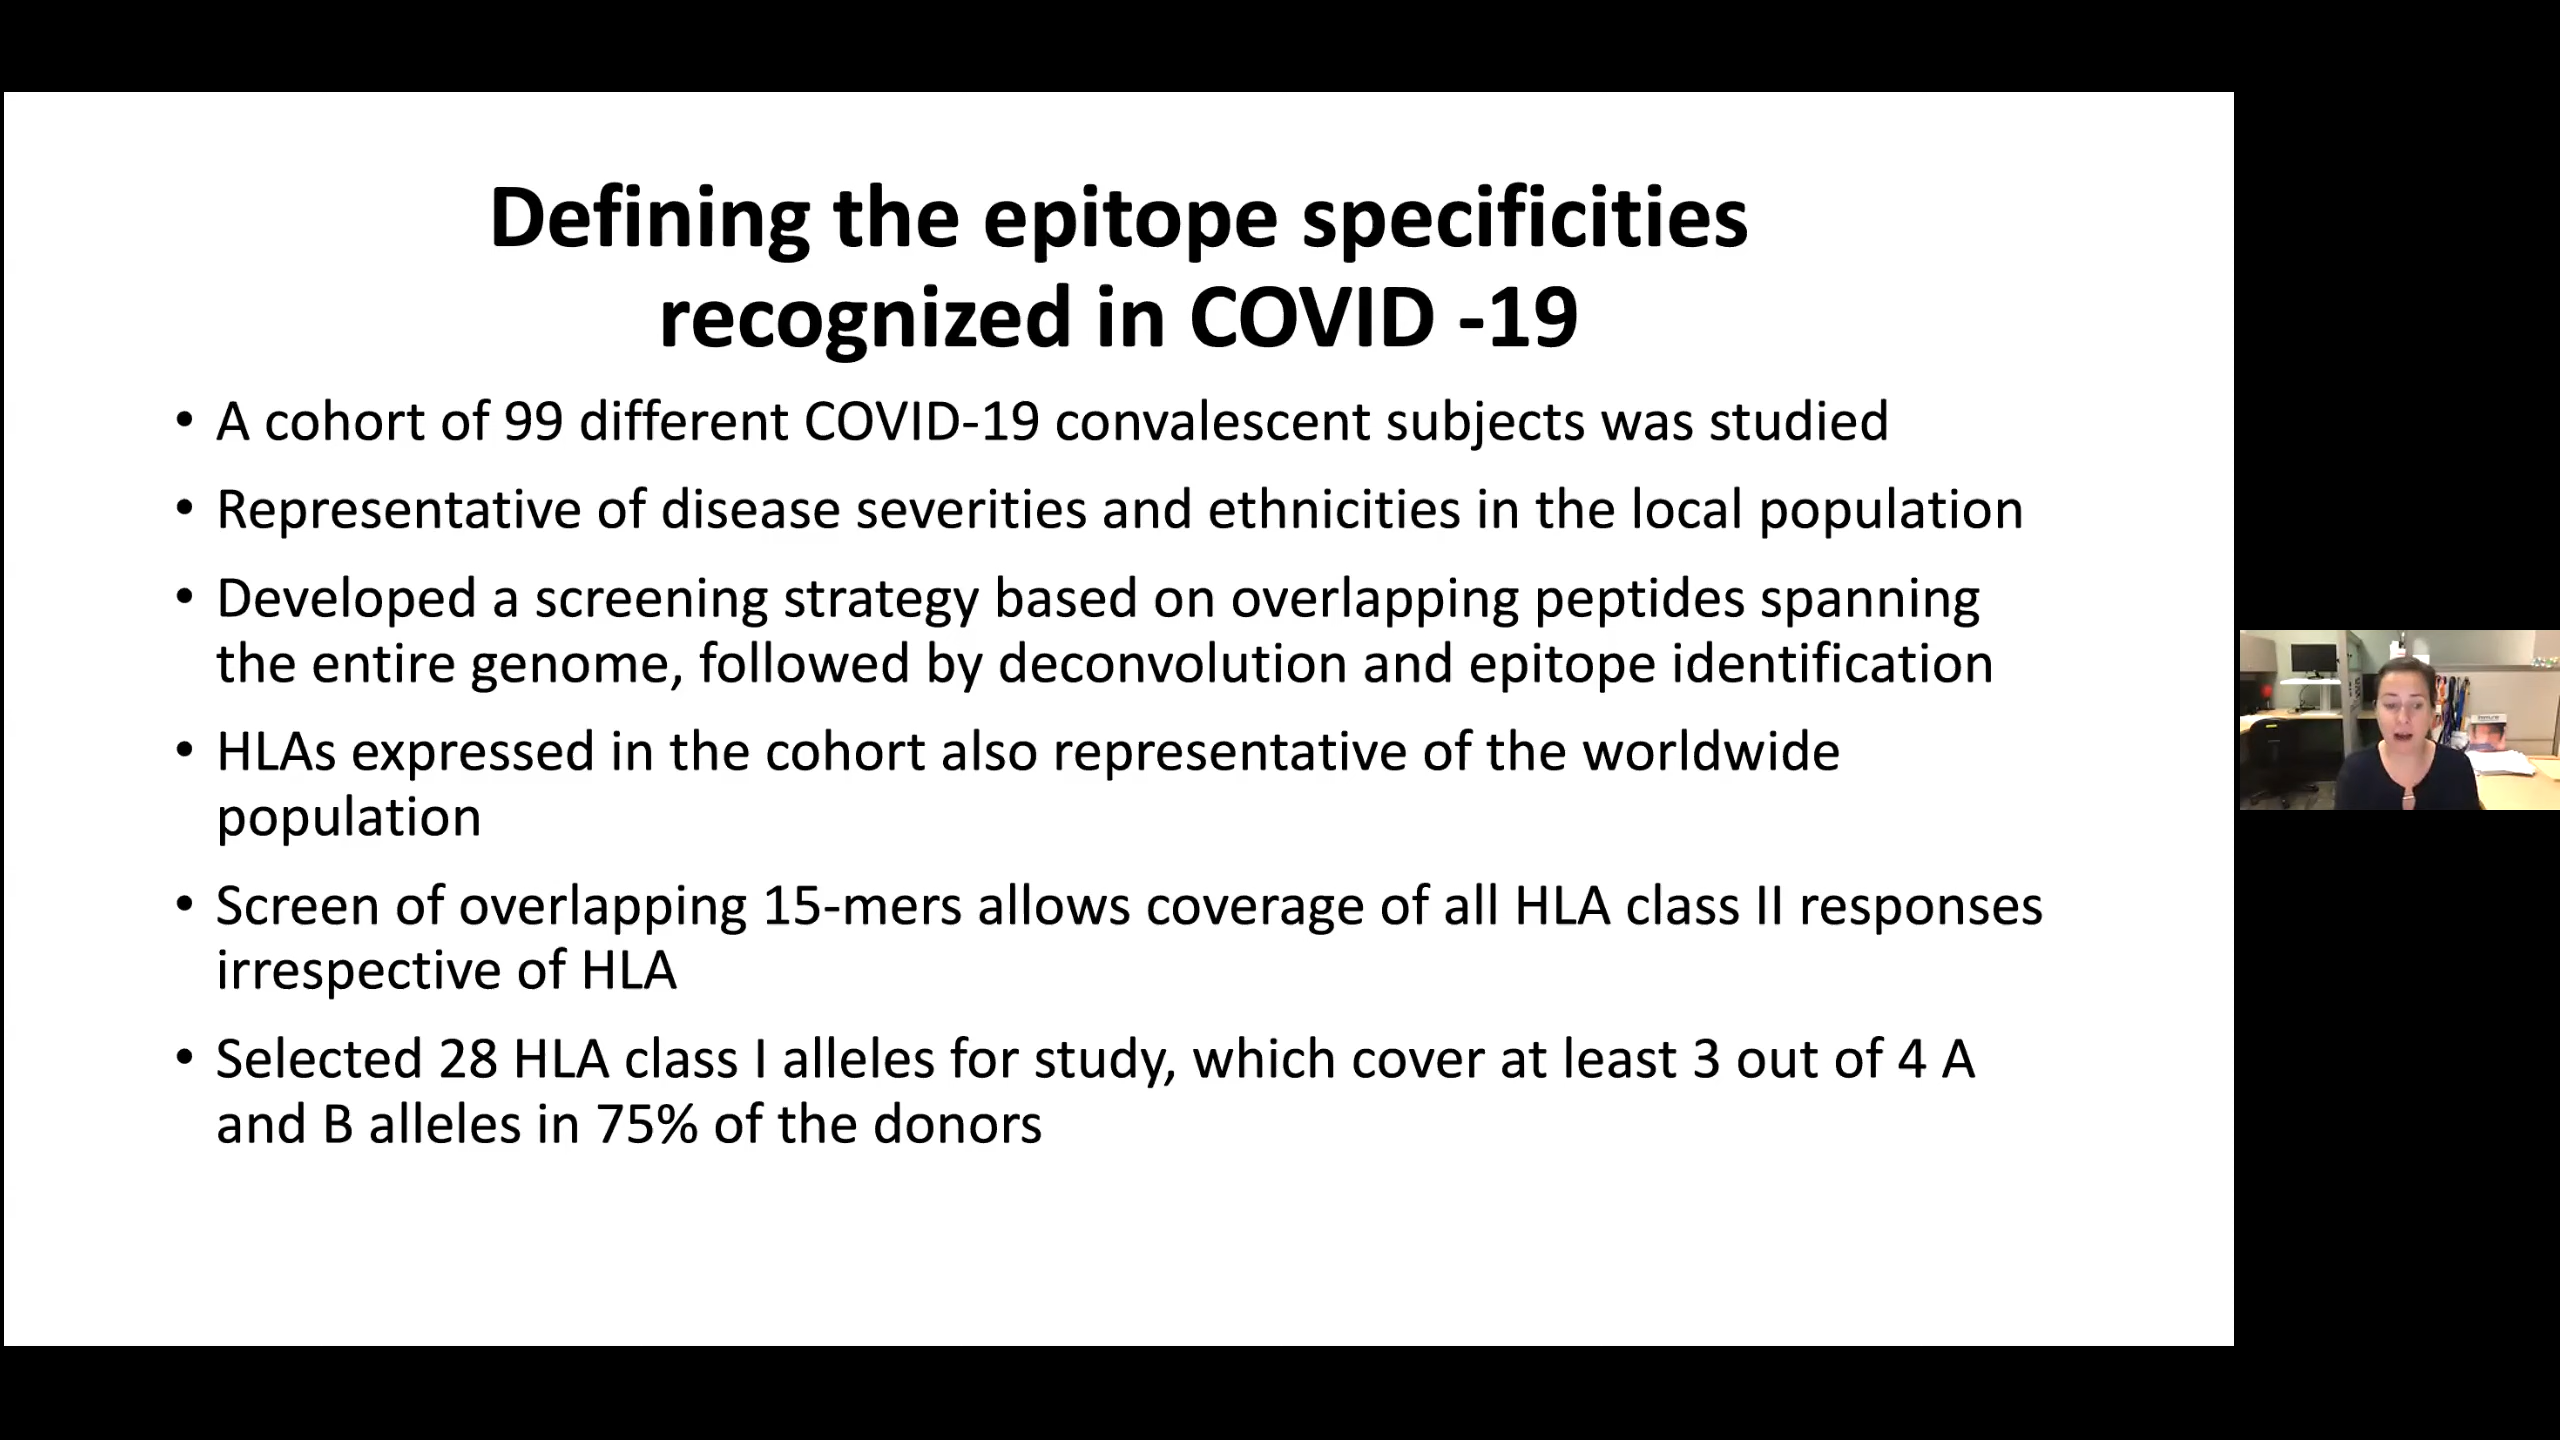 Defining the epitope specificities
recognized in COVID -19
• A cohort of 99 different COVID-19 convalescent subjects was studied
• Representative of disease severities and ethnicities in the local population
• Developed a screening strategy based on overlapping peptides spanning
the entire genome, followed by deconvolution and epitope identification
• HLAs expressed in the cohort also representative of the worldwide
population
• Screen of overlapping 15-mers allows coverage of all HLA class II responses
irrespective of HLA
• Selected 28 HLA class I alleles for study, which cover at least 3 out of 4 A
and B alleles in 75% of the donors